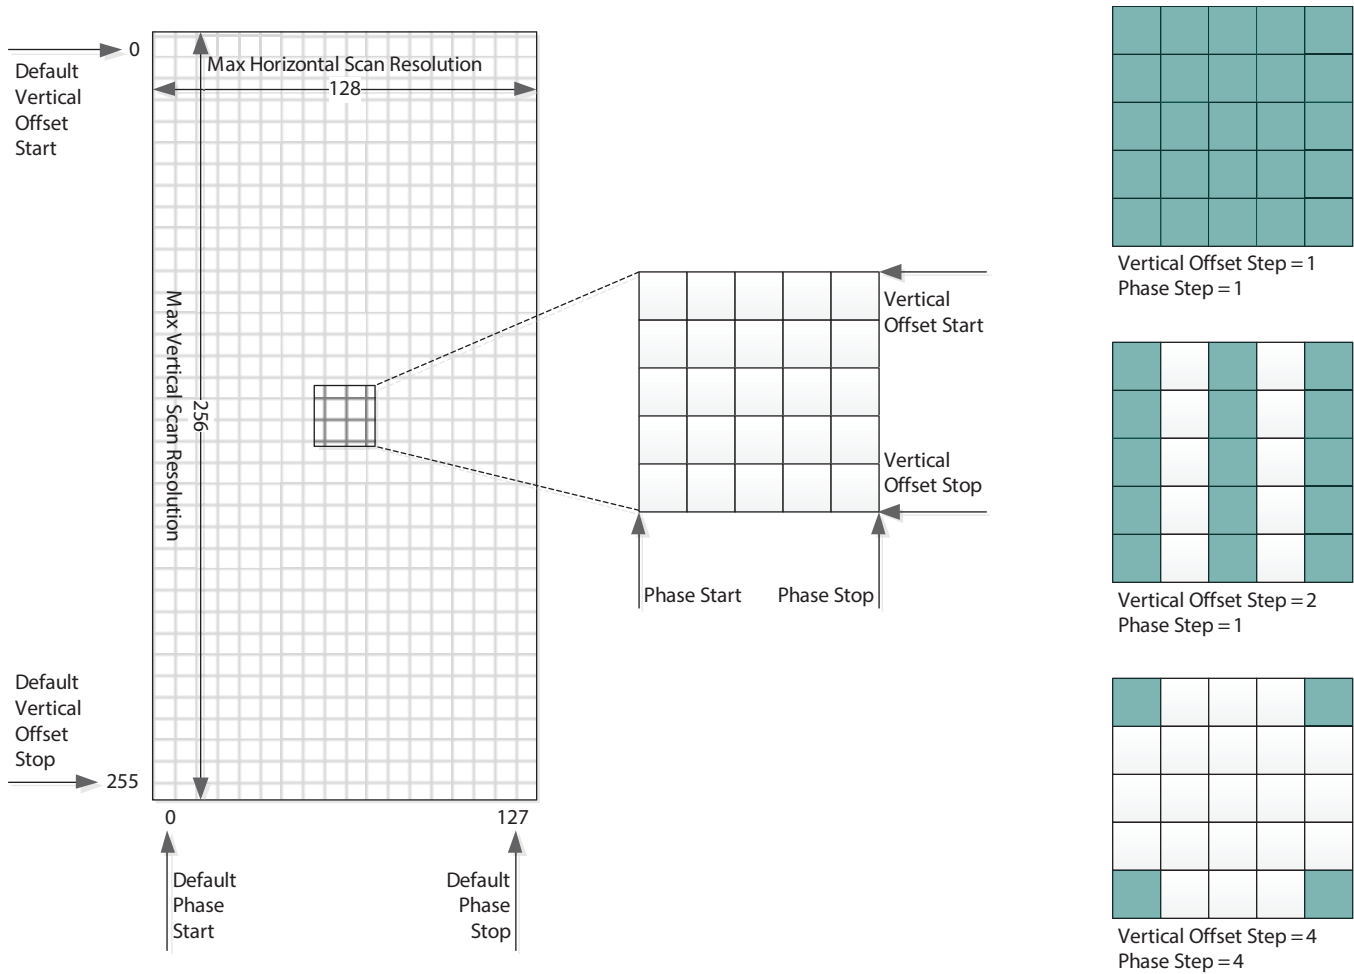 0
Default
Vertical
Offset
Start
Max Horizontal Scan Resolution
128
Max Vertical Scan Resolution
256
Default
Vertical
Offset
Stop
255
0
127
Default
Phase
Start
Default
Phase
Stop
Vertical
Offset Start
Vertical
Offset Stop
Phase Start
Phase Stop
Vertical Offset Step = 1
Phase Step = 1
Vertical Offset Step = 2
Phase Step = 1
Vertical Offset Step = 4
Phase Step = 4